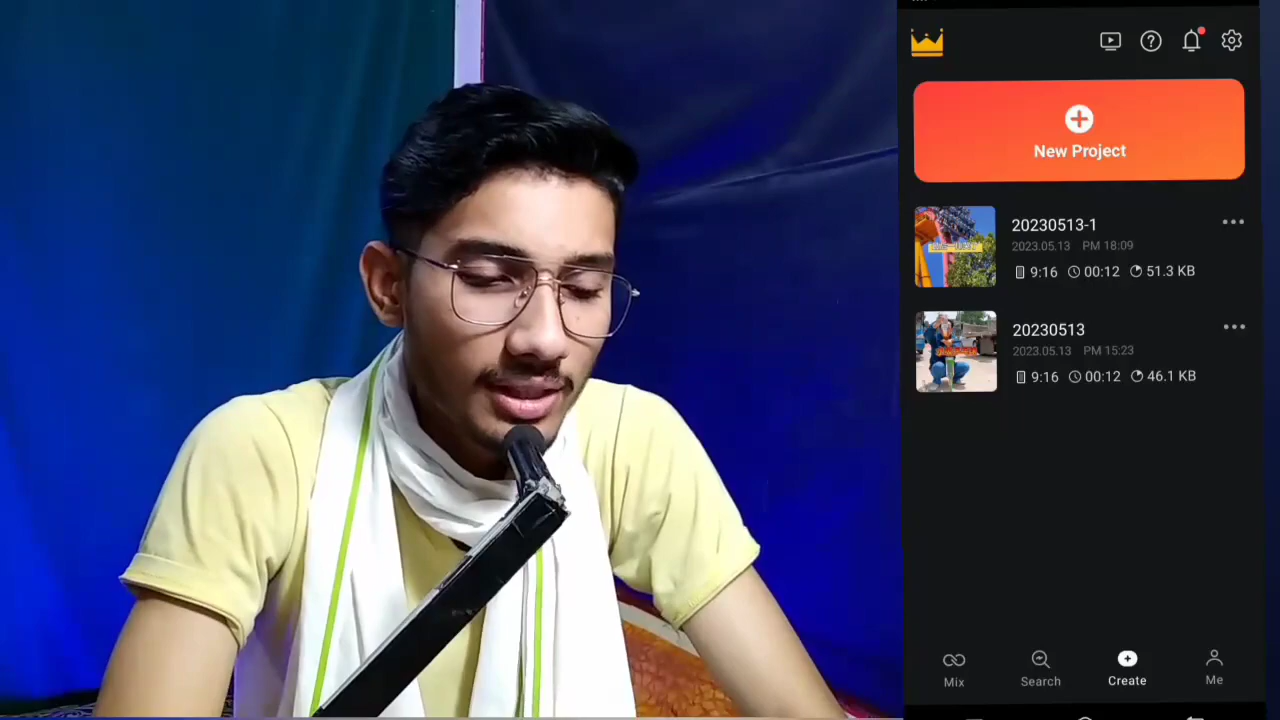 New Project
20230513-1
2023.05.13 PM 18:09
9:16 00:12 51.3 KB
20230513
2023.05.13 PM 15:23
9:16 00:12 46.1 KB
Mix
Search
Create
Me